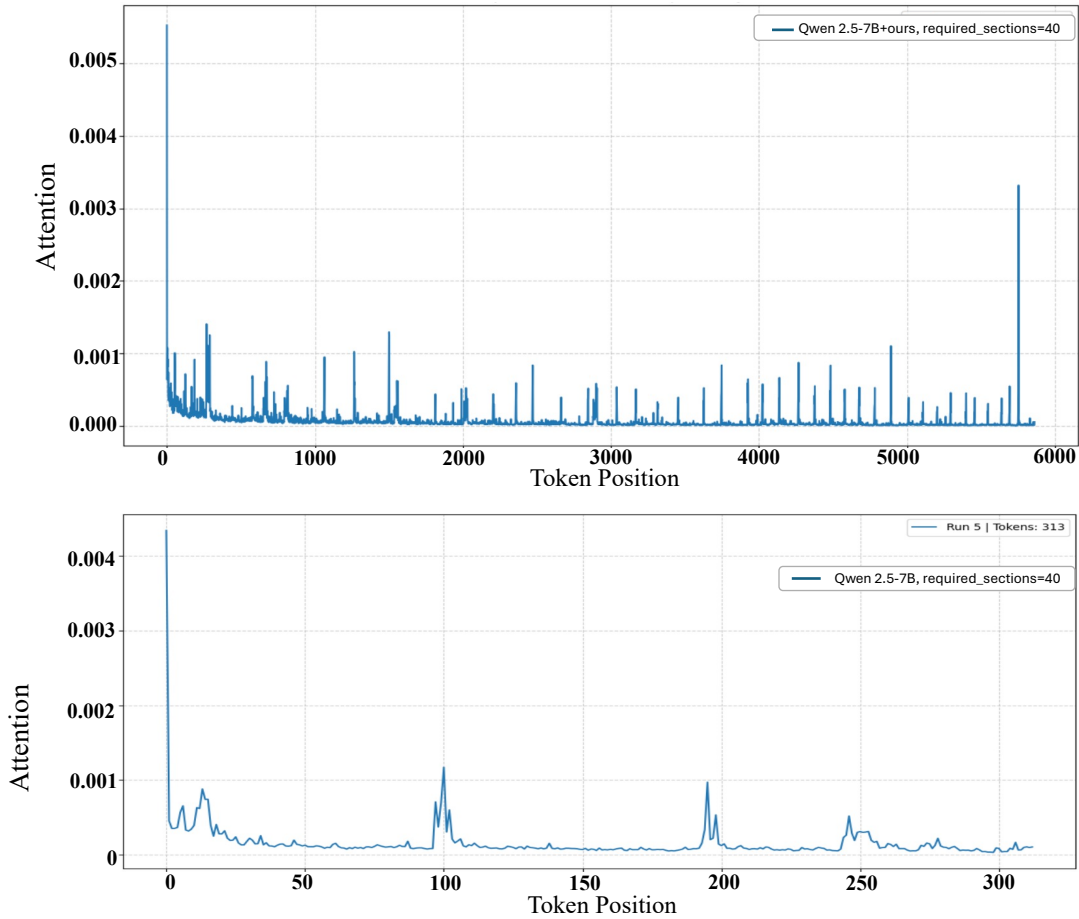 Qwen 2.5-7B+ours, required_sections=40
0.005
0.004
0.003
0.002
0.001
0.000
Attention
0 1000 2000 3000 4000 5000 6000
Token Position
Run 5 | Tokens: 313
Qwen 2.5-7B, required_sections=40
0.004
0.003
0.002
0.001
0
Attention
0 50 100 150 200 250 300
Token Position